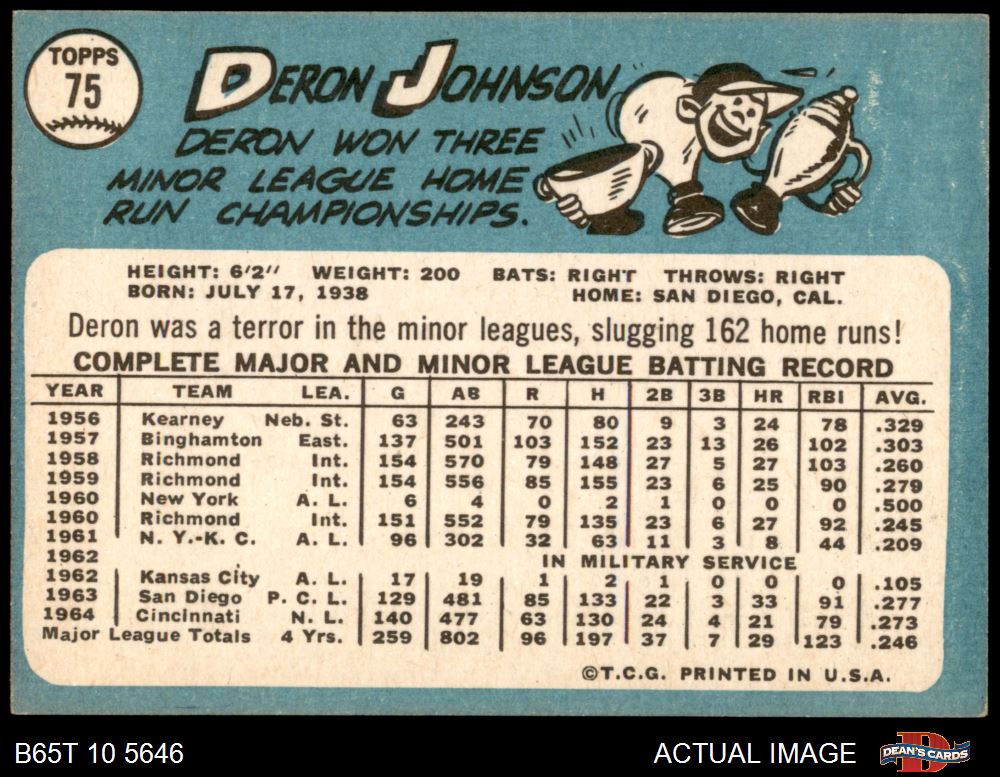 TOPPS
75
DERON JOHNSON
DERON WON THREE
MINOR LEAGUE HOME
RUN CHAMPIONSHIPS.
HEIGHT: 6'2" WEIGHT: 200 BATS: RIGHT THROWS: RIGHT
BORN: JULY 17, 1938 HOME: SAN DIEGO, CAL.
Deron was a terror in the minor leagues, slugging 162 home runs!
COMPLETE MAJOR AND MINOR LEAGUE BATTING RECORD
YEAR TEAM LEA. G AB R H 2B 3B HR RBI AVG.
1956 Kearney Neb. St. 63 243 70 80 9 3 24 78 .329
1957 Binghamton East. 137 501 103 152 23 13 26 102 .303
1958 Richmond Int. 154 570 79 148 27 5 27 103 .260
1959 Richmond Int. 154 556 85 155 23 6 25 90 .279
1960 New York A. L. 6 4 0 2 1 0 0 0 .500
1960 Richmond Int. 151 552 79 135 23 6 27 92 .245
1961 N. Y.-K. C. A. L. 96 302 32 63 11 3 8 44 .209
1962 IN MILITARY SERVICE
1962 Kansas City A. L. 17 19 1 2 1 0 0 0 .105
1963 San Diego P. C. L. 129 481 85 133 22 3 33 91 .277
1964 Cincinnati N. L. 140 477 63 130 24 4 21 79 .273
Major League Totals 4 Yrs. 259 802 96 197 37 7 29 123 .246
©T.C.G. PRINTED IN U.S.A.
B65T 10 5646 ACTUAL IMAGE DEAN'S CARDS